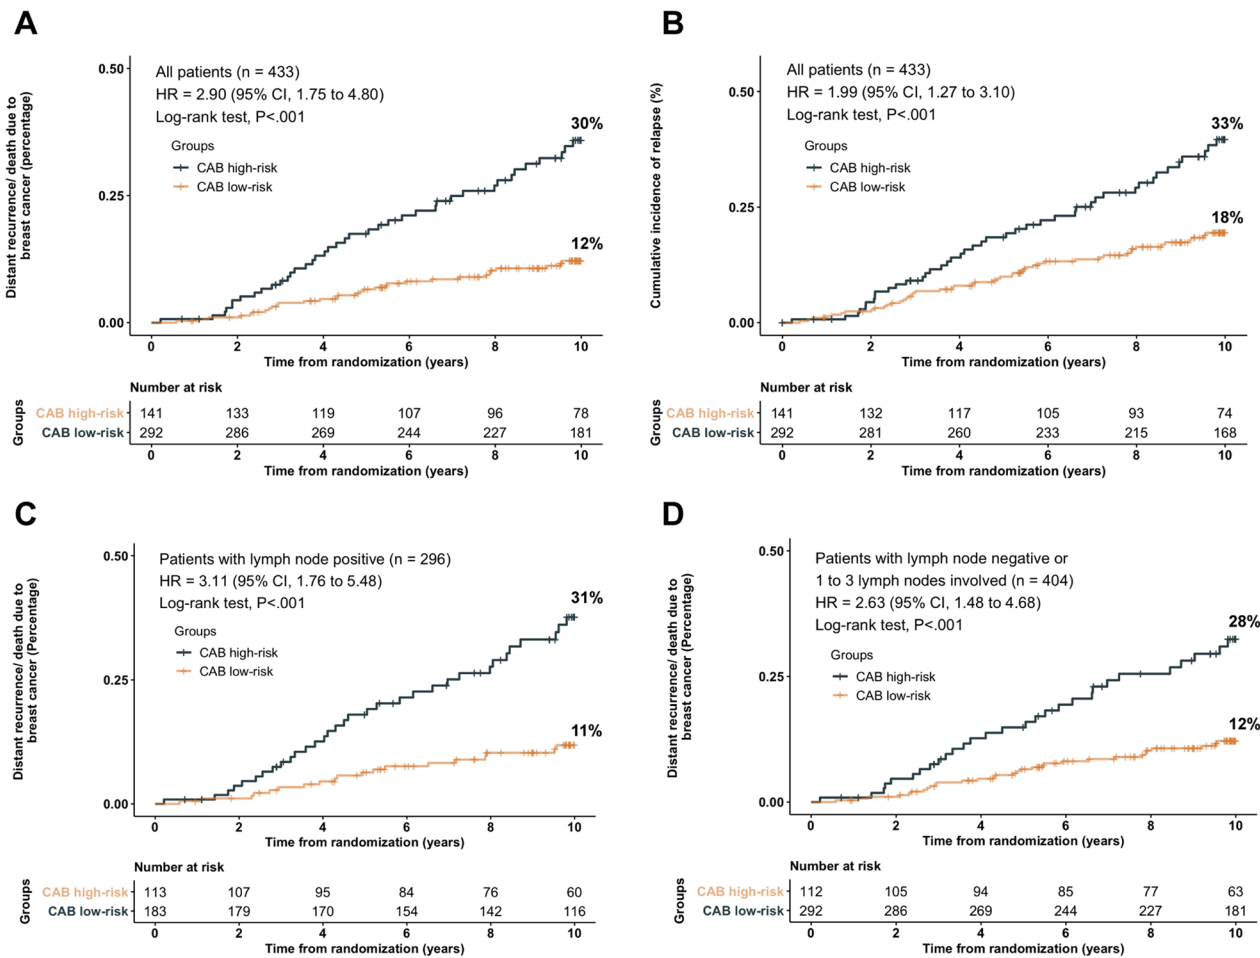 A
Distant recurrence/ death due to
breast cancer (percentage)
0.50
0.25
0.00
All patients (n = 433)
HR = 2.90 (95% CI, 1.75 to 4.80)
Log-rank test, P<.001
Groups
CAB high-risk
CAB low-risk
30%
12%
0 2 4 6 8 10
Time from randomization (years)
Number at risk
Groups
CAB high-risk 141 133 119 107 96 78
CAB low-risk 292 286 269 244 227 181
0 2 4 6 8 10
Time from randomization (years)
B
Cumulative incidence of relapse (%)
0.50
0.25
0.00
All patients (n = 433)
HR = 1.99 (95% CI, 1.27 to 3.10)
Log-rank test, P<.001
Groups
CAB high-risk
CAB low-risk
33%
18%
0 2 4 6 8 10
Time from randomization (years)
Number at risk
Groups
CAB high-risk 141 132 117 105 93 74
CAB low-risk 292 281 260 233 215 168
0 2 4 6 8 10
Time from randomization (years)
C
Distant recurrence/ death due to
breast cancer (Percentage)
0.50
0.25
0.00
Patients with lymph node positive (n = 296)
HR = 3.11 (95% CI, 1.76 to 5.48)
Log-rank test, P<.001
Groups
CAB high-risk
CAB low-risk
31%
11%
0 2 4 6 8 10
Time from randomization (years)
Number at risk
Groups
CAB high-risk 113 107 95 84 76 60
CAB low-risk 183 179 170 154 142 116
0 2 4 6 8 10
Time from randomization (years)
D
Distant recurrence/ death due to
breast cancer (Percentage)
0.50
0.25
0.00
Patients with lymph node negative or
1 to 3 lymph nodes involved (n = 404)
HR = 2.63 (95% CI, 1.48 to 4.68)
Log-rank test, P<.001
Groups
CAB high-risk
CAB low-risk
28%
12%
0 2 4 6 8 10
Time from randomization (years)
Number at risk
Groups
CAB high-risk 112 105 94 85 77 63
CAB low-risk 292 286 269 244 227 181
0 2 4 6 8 10
Time from randomization (years)